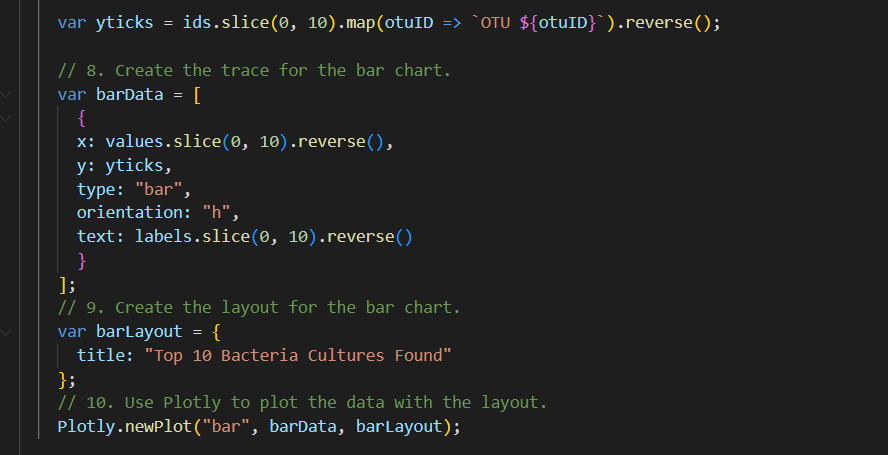 var yticks = ids.slice(0, 10).map(otuID => `OTU ${otuID}`).reverse();
// 8. Create the trace for the bar chart.
var barData = [
{
x: values.slice(0, 10).reverse(),
y: yticks,
type: "bar",
orientation: "h",
text: labels.slice(0, 10).reverse()
}
];
// 9. Create the layout for the bar chart.
var barLayout = {
title: "Top 10 Bacteria Cultures Found"
};
// 10. Use Plotly to plot the data with the layout.
Plotly.newPlot("bar", barData, barLayout);